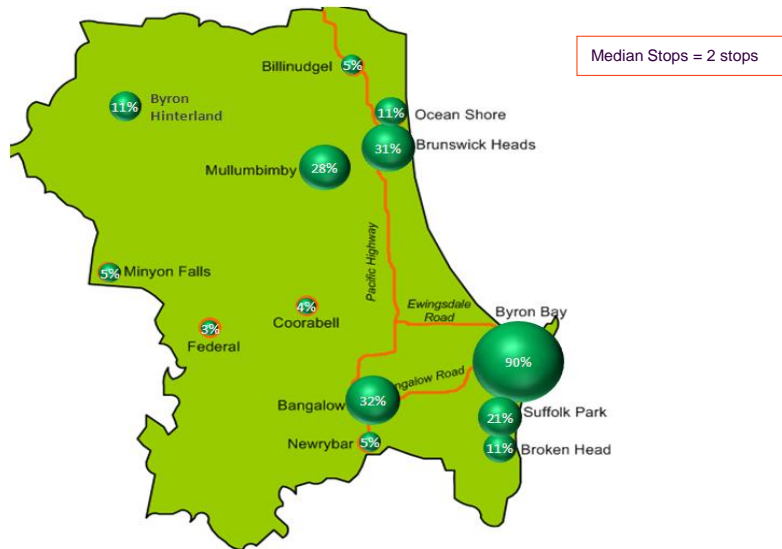 Median Stops = 2 stops
Billinudgel
5%
11%
Byron
Hinterland
11%
Ocean Shore
31%
Brunswick Heads
Mullumbimby
28%
Pacific Highway
5%
Minyon Falls
4%
Coorabell
3%
Federal
Ewingsdale
Road
Byron Bay
90%
ngalow Road
Bangalow
32%
21%
Suffolk Park
Newrybar
5%
11%
Broken Head